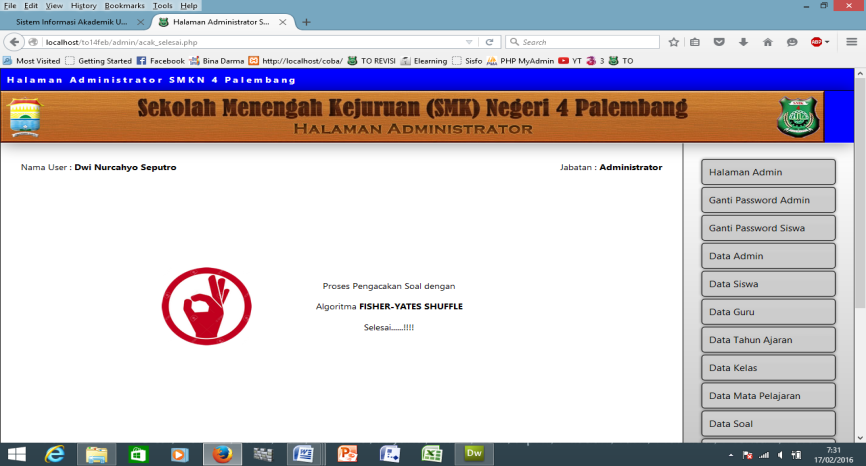 File Edit View History Bookmarks Tools Help
Sistem Informasi Akademik U... Halaman Administrator S...
localhost/to14feb/admin/acak_selesai.php
Search
ABP
Most Visited Getting Started Facebook Bina Darma http://localhost/coba/ TO REVISI Elearning Sisfo PHP MyAdmin YT 3 TO
Halaman Administrator SMKN 4 Palembang
Sekolah Menengah Kejuruan (SMK) Negeri 4 Palembang
Halaman Administrator
Nama User : Dwi Nurcahyo Seputro
Jabatan : Administrator
Proses Pengacakan Soal dengan
Algoritma FISHER-YATES SHUFFLE
Selesai......!!!!
Halaman Admin
Ganti Password Admin
Ganti Password Siswa
Data Admin
Data Siswa
Data Guru
Data Tahun Ajaran
Data Kelas
Data Mata Pelajaran
Data Soal
Dw
7:31
17/02/2016